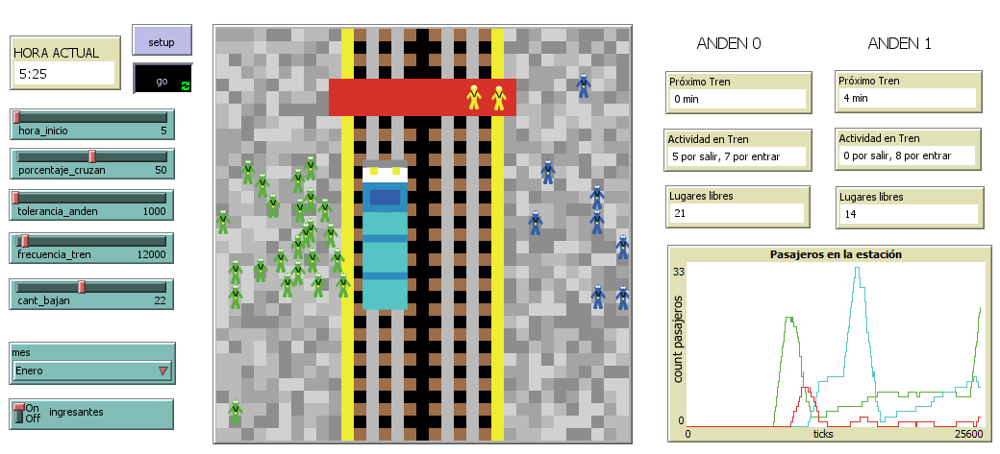 HORA ACTUAL
5:25
setup
go
hora_inicio 5
porcentaje_cruzan 50
tolerancia_anden 1000
frecuencia_tren 12000
cant_bajan 22
mes
Enero
On
Off
ingresantes
ANDEN 0
ANDEN 1
Próximo Tren
0 min
Próximo Tren
4 min
Actividad en Tren
5 por salir, 7 por entrar
Actividad en Tren
0 por salir, 8 por entrar
Lugares libres
21
Lugares libres
14
Pasajeros en la estación
33
count pasajeros
0
0
ticks
25600